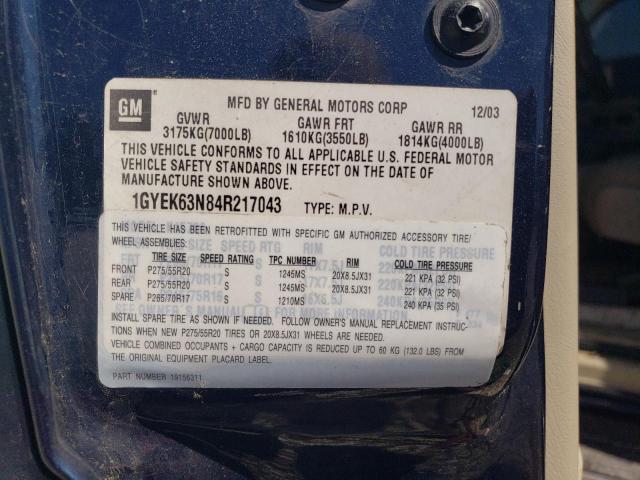 GM
MFD BY GENERAL MOTORS CORP 12/03
GVWR GAWR FRT GAWR RR
3175KG(7000LB) 1610KG(3550LB) 1814KG(4000LB)
THIS VEHICLE CONFORMS TO ALL APPLICABLE U.S. FEDERAL MOTOR
VEHICLE SAFETY STANDARDS IN EFFECT ON THE DATE OF
MANUFACTURE SHOWN ABOVE.
1GYEK63N84R217043 TYPE: M.P.V.
THIS VEHICLE HAS BEEN RETROFITTED WITH SPECIFIC GM AUTHORIZED ACCESSORY TIRE/
WHEEL ASSEMBLIES.
TIRE SIZE SPEED RATING TPC NUMBER RIM COLD TIRE PRESSURE
FRONT P275/55R20 S 1245MS 20X8.5JX31 221 KPA (32 PSI)
REAR P275/55R20 S 1245MS 20X8.5JX31 221 KPA (32 PSI)
SPARE P265/70R17 S 1210MS 240 KPA (35 PSI)
INSTALL SPARE TIRE AS SHOWN IF NEEDED. FOLLOW OWNER'S MANUAL REPLACEMENT INSTRUC-
TIONS WHEN NEW P275/55R20 TIRES OR 20X8.5JX31 WHEELS ARE NEEDED.
VEHICLE COMBINED OCCUPANTS + CARGO CAPACITY IS REDUCED UP TO 60 KG (132.0 LBS) FROM
THE ORIGINAL EQUIPMENT PLACARD LABEL.
PART NUMBER 19156311